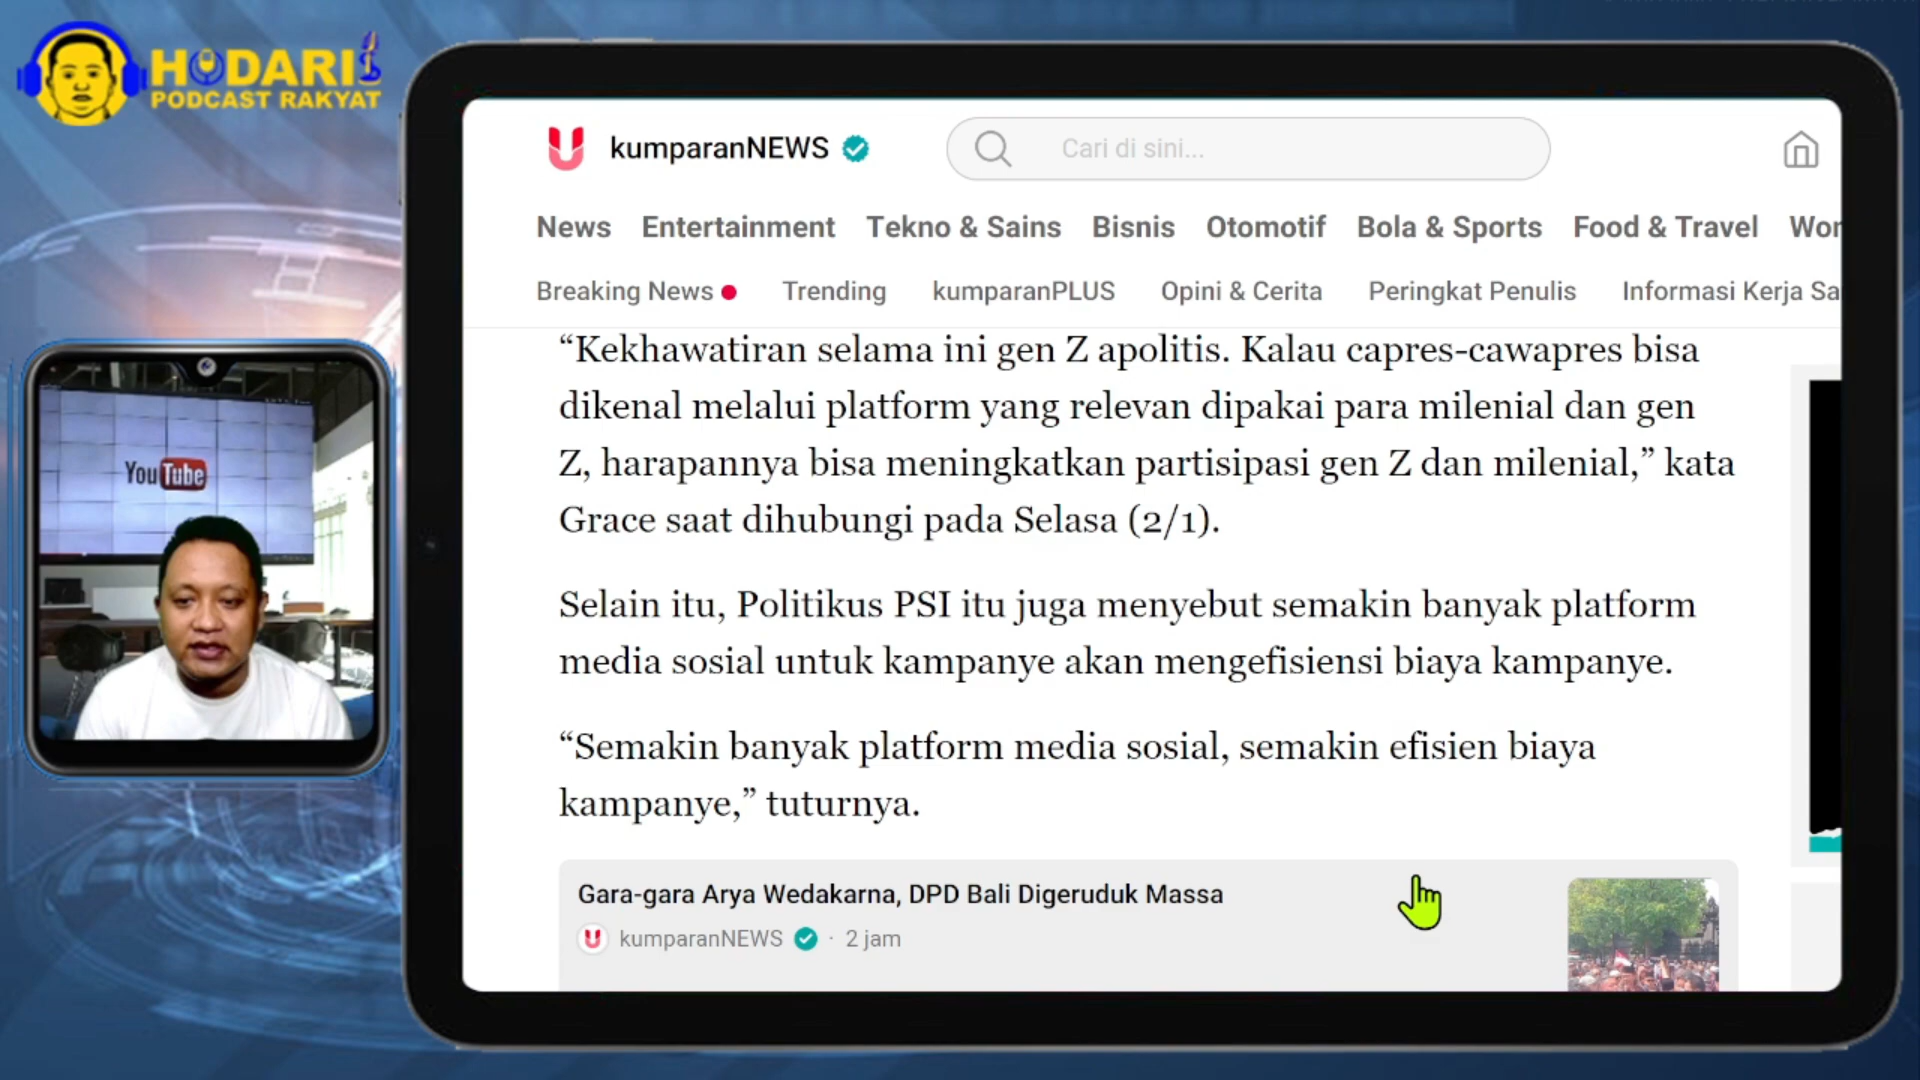 HODARI
PODCAST RAKYAT
YouTube
kumparanNEWS
Cari di sini...
News Entertainment Tekno & Sains Bisnis Otomotif Bola & Sports Food & Travel Wor
Breaking News Trending kumparanPLUS Opini & Cerita Peringkat Penulis Informasi Kerja Sa
“Kekhawatiran selama ini gen Z apolitis. Kalau capres-cawapres bisa
dikenal melalui platform yang relevan dipakai para milenial dan gen
Z, harapannya bisa meningkatkan partisipasi gen Z dan milenial,” kata
Grace saat dihubungi pada Selasa (2/1).
Selain itu, Politikus PSI itu juga menyebut semakin banyak platform
media sosial untuk kampanye akan mengefisiensi biaya kampanye.
“Semakin banyak platform media sosial, semakin efisien biaya
kampanye,” tuturnya.
Gara-gara Arya Wedakarna, DPD Bali Digeruduk Massa
kumparanNEWS · 2 jam